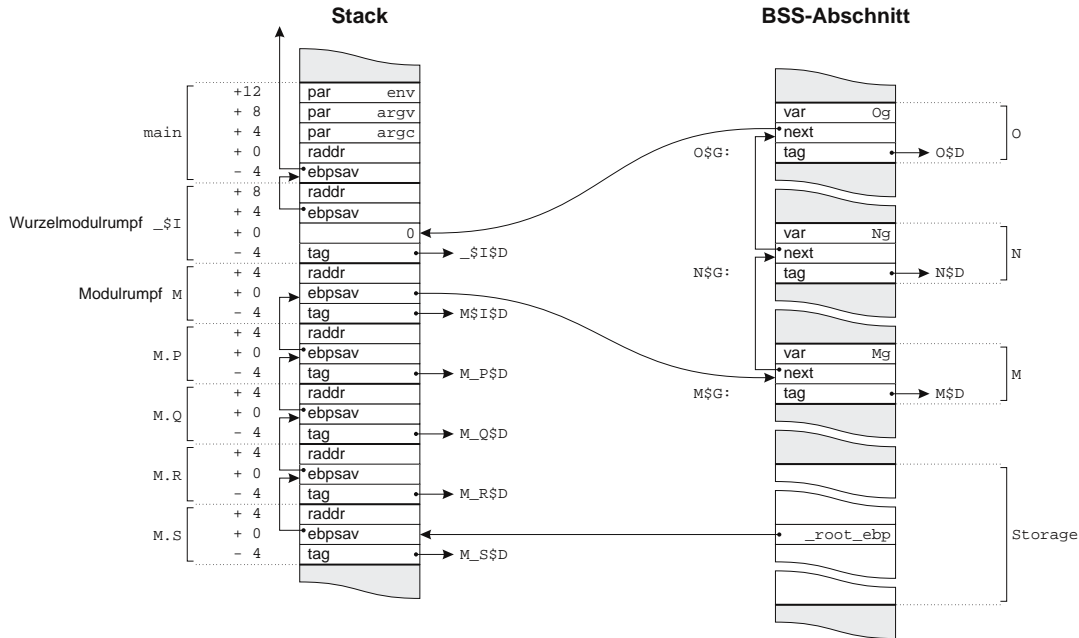 Stack
BSS-Abschnitt
main
+12 par env
+ 8 par argv
+ 4 par argc
+ 0 raddr
- 4 ebpsav
Wurzelmodulrumpf _$I
+ 8 raddr
+ 4 ebpsav
+ 0 0
- 4 tag _$I$D
Modulrumpf M
+ 4 raddr
+ 0 ebpsav
- 4 tag M$I$D
M.P
+ 4 raddr
+ 0 ebpsav
- 4 tag M_P$D
M.Q
+ 4 raddr
+ 0 ebpsav
- 4 tag M_Q$D
M.R
+ 4 raddr
+ 0 ebpsav
- 4 tag M_R$D
M.S
+ 4 raddr
+ 0 ebpsav
- 4 tag M_S$D
var Og
next
O$G: tag O$D
O
var Ng
next
N$G: tag N$D
N
var Mg
next
M$G: tag M$D
M
_root_ebp
Storage